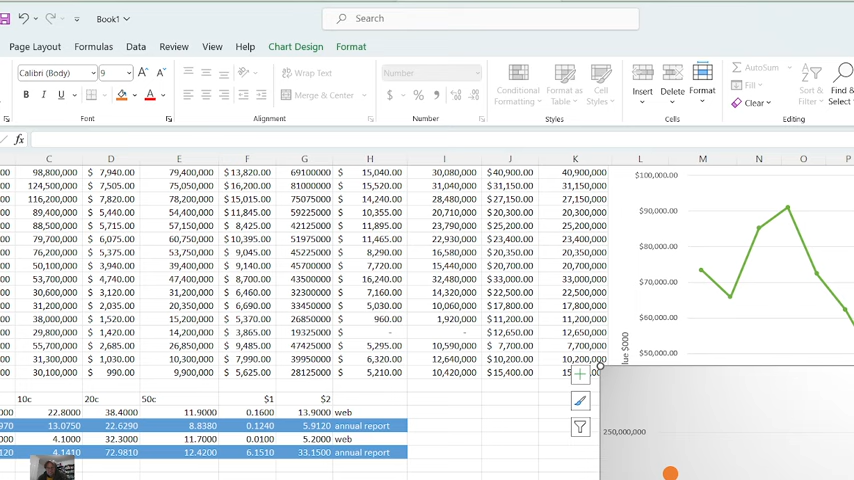 Book1
Search
Page Layout Formulas Data Review View Help Chart Design Format
Calibri (Body) 9 A A Wrap Text Number AutoSum
B I U A Merge & Center $ % Conditional Formatting Format as Table Cell Styles Insert Delete Format Fill Clear Sort & Filter Find & Select
Font Alignment Number Styles Cells Editing
fx
C D E F G H I J K L M N O P
00 98,800,000 $ 7,940.00 79,400,000 $ 13,820.00 69100000 $ 15,040.00 30,080,000 $ 40,900.00 40,900,000 $100,000.00
00 124,500,000 $ 7,505.00 75,050,000 $ 16,200.00 81000000 $ 15,520.00 31,040,000 $ 31,150.00 31,150,000
00 116,200,000 $ 7,820.00 78,200,000 $ 15,015.00 75075000 $ 14,240.00 28,480,000 $ 27,150.00 27,150,000
00 89,400,000 $ 5,440.00 54,400,000 $ 11,845.00 59225000 $ 10,355.00 20,710,000 $ 20,300.00 20,300,000 $90,000.00
00 88,500,000 $ 5,715.00 57,150,000 $ 8,425.00 42125000 $ 11,895.00 23,790,000 $ 25,200.00 25,200,000
00 79,700,000 $ 6,075.00 60,750,000 $ 10,395.00 51975000 $ 11,465.00 22,930,000 $ 23,400.00 23,400,000
00 76,200,000 $ 5,375.00 53,750,000 $ 9,045.00 45225000 $ 8,290.00 16,580,000 $ 20,350.00 20,350,000 $80,000.00
00 50,100,000 $ 3,940.00 39,400,000 $ 9,140.00 45700000 $ 7,720.00 15,440,000 $ 20,700.00 20,700,000
00 53,700,000 $ 4,740.00 47,400,000 $ 8,700.00 43500000 $ 16,240.00 32,480,000 $ 33,000.00 33,000,000 $70,000.00
00 30,600,000 $ 3,120.00 31,200,000 $ 6,460.00 32300000 $ 7,160.00 14,320,000 $ 22,500.00 22,500,000
00 31,200,000 $ 2,035.00 20,350,000 $ 6,690.00 33450000 $ 5,030.00 10,060,000 $ 17,800.00 17,800,000
00 38,000,000 $ 1,520.00 15,200,000 $ 5,370.00 26850000 $ 960.00 1,920,000 $ 11,200.00 11,200,000 $60,000.00
00 29,800,000 $ 1,420.00 14,200,000 $ 3,865.00 19325000 $ - - $ 12,650.00 12,650,000
00 55,700,000 $ 2,685.00 26,850,000 $ 9,485.00 47425000 $ 5,295.00 10,590,000 $ 7,700.00 7,700,000
00 31,300,000 $ 1,030.00 10,300,000 $ 7,990.00 39950000 $ 6,320.00 12,640,000 $ 10,200.00 10,200,000 $50,000.00
00 30,100,000 $ 990.00 9,900,000 $ 5,625.00 28125000 $ 5,210.00 10,420,000 $ 15,400.00
lue $000
10c 20c 50c $1 $2
000 22.8000 38.4000 11.9000 0.1600 13.9000 web
970 13.0750 22.6290 8.8380 0.1240 5.9120 annual report
000 4.1000 32.3000 11.7000 0.0100 5.2000 web
120 4.1410 72.9810 12.4200 6.1510 33.1500 annual report
250,000,000